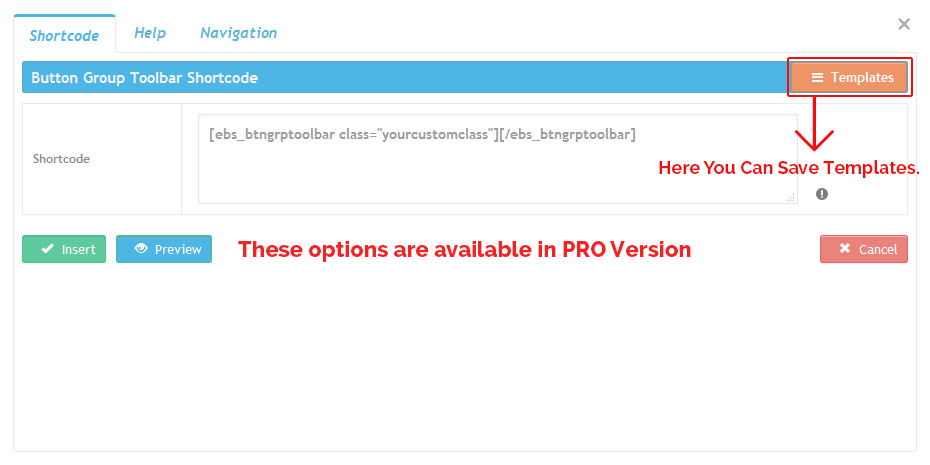 Shortcode Help Navigation
Button Group Toolbar Shortcode Templates
[ebs_btngrptoolbar class="yourcustomclass"][/ebs_btngrptoolbar]
Shortcode
Here You Can Save Templates.
Insert Preview These options are available in PRO Version Cancel